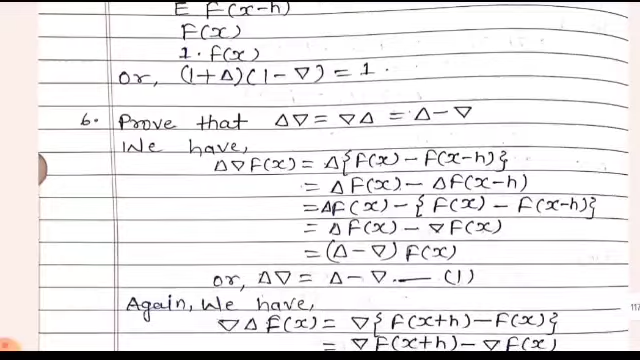 E F(x-h)
F(x)
1. f(x)
Or, (1+Δ)(1-∇) = 1.
6. Prove that Δ∇ = ∇Δ = Δ-∇
We have,
Δ∇F(x) = Δ{F(x) - F(x-h)}
= ΔF(x) - ΔF(x-h)
=ΔF(x) - {F(x) - F(x-h)}
= ΔF(x) - ∇F(x)
= (Δ-∇) F(x)
or, Δ∇ = Δ-∇. — (1)
Again, We have,
∇ΔF(x) = ∇{F(x+h) - F(x)}
= ∇F(x+h) - ∇F(x)